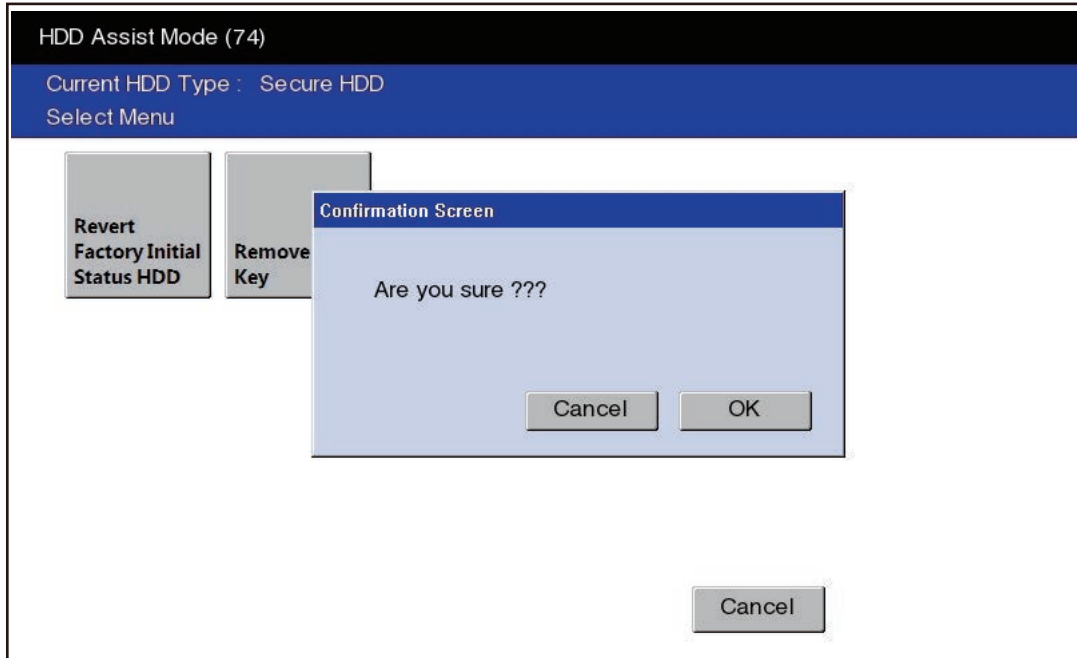 HDD Assist Mode (74)
Current HDD Type :   Secure HDD
Select Menu
Revert
Factory Initial
Status HDD
Remove
Key
Confirmation Screen
Are you sure ???
Cancel
OK
Cancel